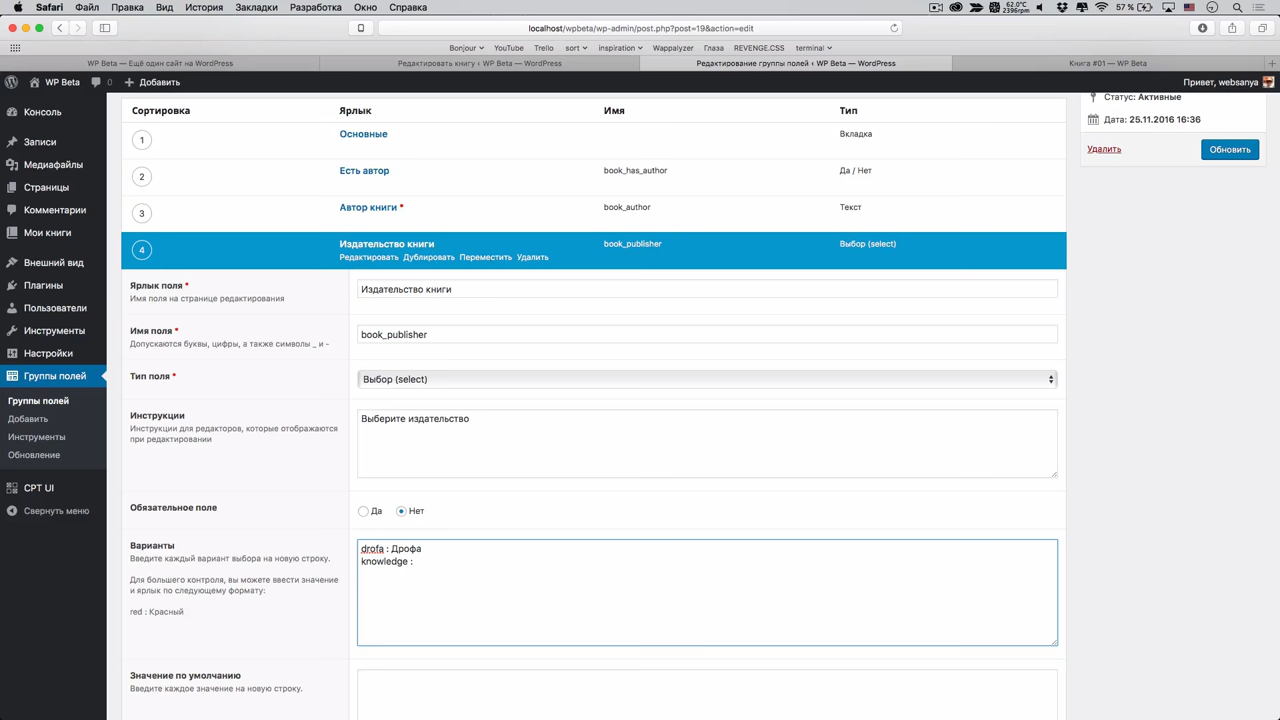 Safari Файл Правка Вид История Закладки Разработка Окно Справка
62.0°C
2396rpm
57 %
localhost/wpbeta/wp-admin/post.php?post=19&action=edit
Bonjour YouTube Trello sort inspiration Wappalyzer Глаза REVENGE.CSS terminal
WP Beta — Ещё один сайт на WordPress
Редактировать книгу ‹ WP Beta — WordPress
Редактирование группы полей ‹ WP Beta — WordPress
Книга #01 — WP Beta
WP Beta 0 Добавить
Привет, websanya
Консоль
Записи
Медиафайлы
Страницы
Комментарии
Мои книги
Внешний вид
Плагины
Пользователи
Инструменты
Настройки
Группы полей
Группы полей
Добавить
Инструменты
Обновление
CPT UI
Свернуть меню
Сортировка Ярлык Имя Тип
1 Основные Вкладка
2 Есть автор book_has_author Да / Нет
3 Автор книги * book_author Текст
4 Издательство книги book_publisher Выбор (select)
Редактировать Дублировать Переместить Удалить
Ярлык поля *
Имя поля на странице редактирования
Издательство книги
Имя поля *
Допускаются буквы, цифры, а также символы _ и -
book_publisher
Тип поля *
Выбор (select)
Инструкции
Инструкции для редакторов, которые отображаются
при редактировании
Выберите издательство
Обязательное поле
Да Нет
Варианты
Введите каждый вариант выбора на новую строку.
Для большего контроля, вы можете ввести значение
и ярлык по следующему формату:
red : Красный
drofa : Дрофа
knowledge :
Значение по умолчанию
Введите каждое значение на новую строку.
Статус: Активные
Дата: 25.11.2016 16:36
Удалить
Обновить